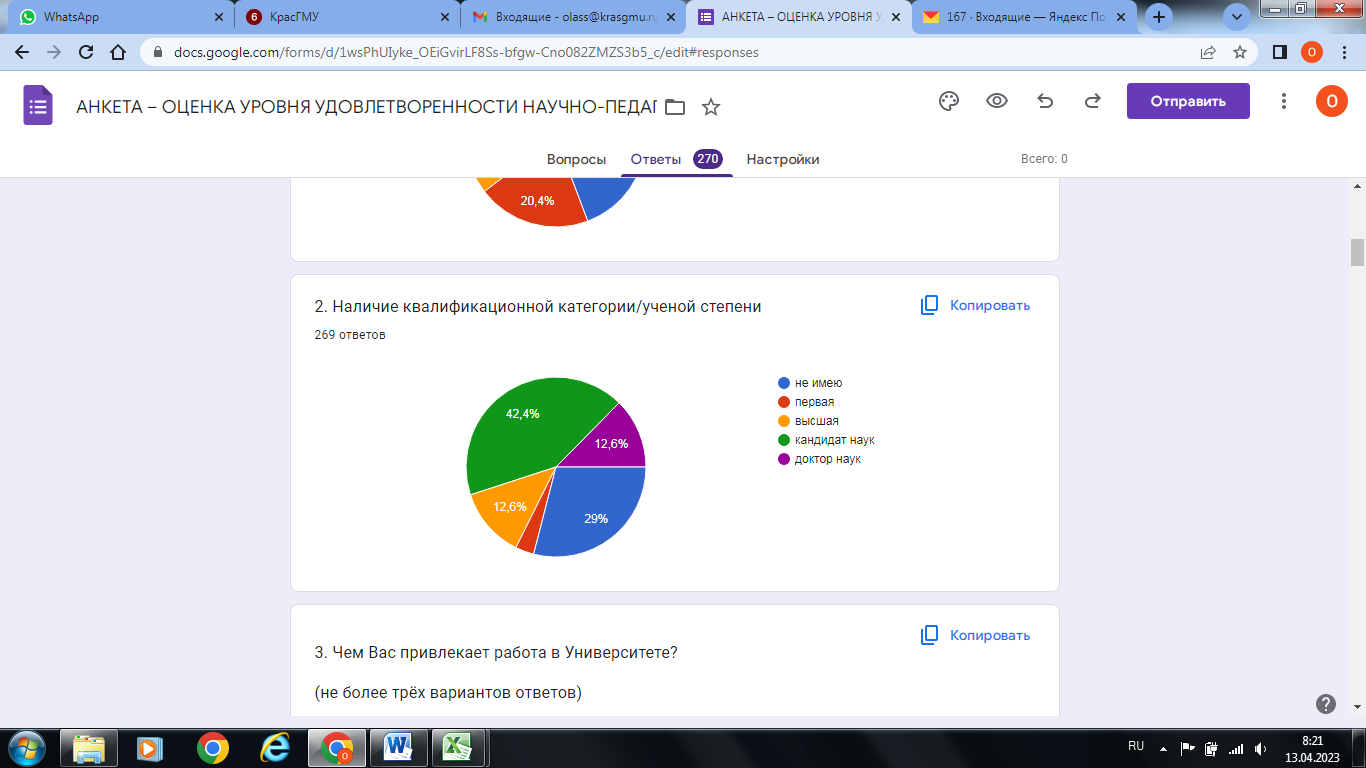 WhatsApp
КрасГМУ
Входящие - olass@krasgmu.ru
АНКЕТА – ОЦЕНКА УРОВНЯ У
167 · Входящие — Яндекс По
docs.google.com/forms/d/1wsPhUIyke_OEiGvirLF8Ss-bfgw-Cno082ZMZS3b5_c/edit#responses
О
АНКЕТА – ОЦЕНКА УРОВНЯ УДОВЛЕТВОРЕННОСТИ НАУЧНО-ПЕДАГ
Отправить
О
Вопросы
Ответы 270
Настройки
Всего: 0
20,4%
2. Наличие квалификационной категории/ученой степени
Копировать
269 ответов
42,4%
12,6%
12,6%
29%
не имею
первая
высшая
кандидат наук
доктор наук
Копировать
3. Чем Вас привлекает работа в Университете?
(не более трёх вариантов ответов)
RU
8:21
13.04.2023